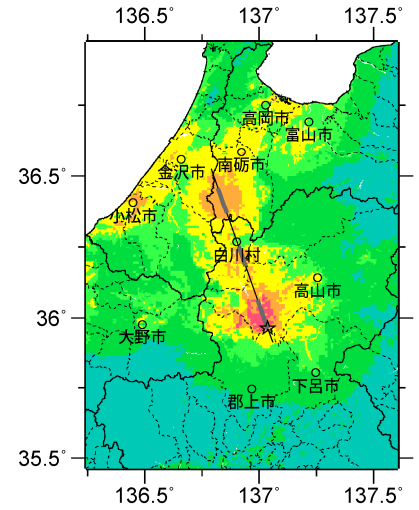 136.5° 137° 137.5°
高岡市
富山市
36.5°
金沢市
南砺市
小松市
白川村
高山市
36°
大野市
下呂市
郡上市
35.5°
136.5° 137° 137.5°